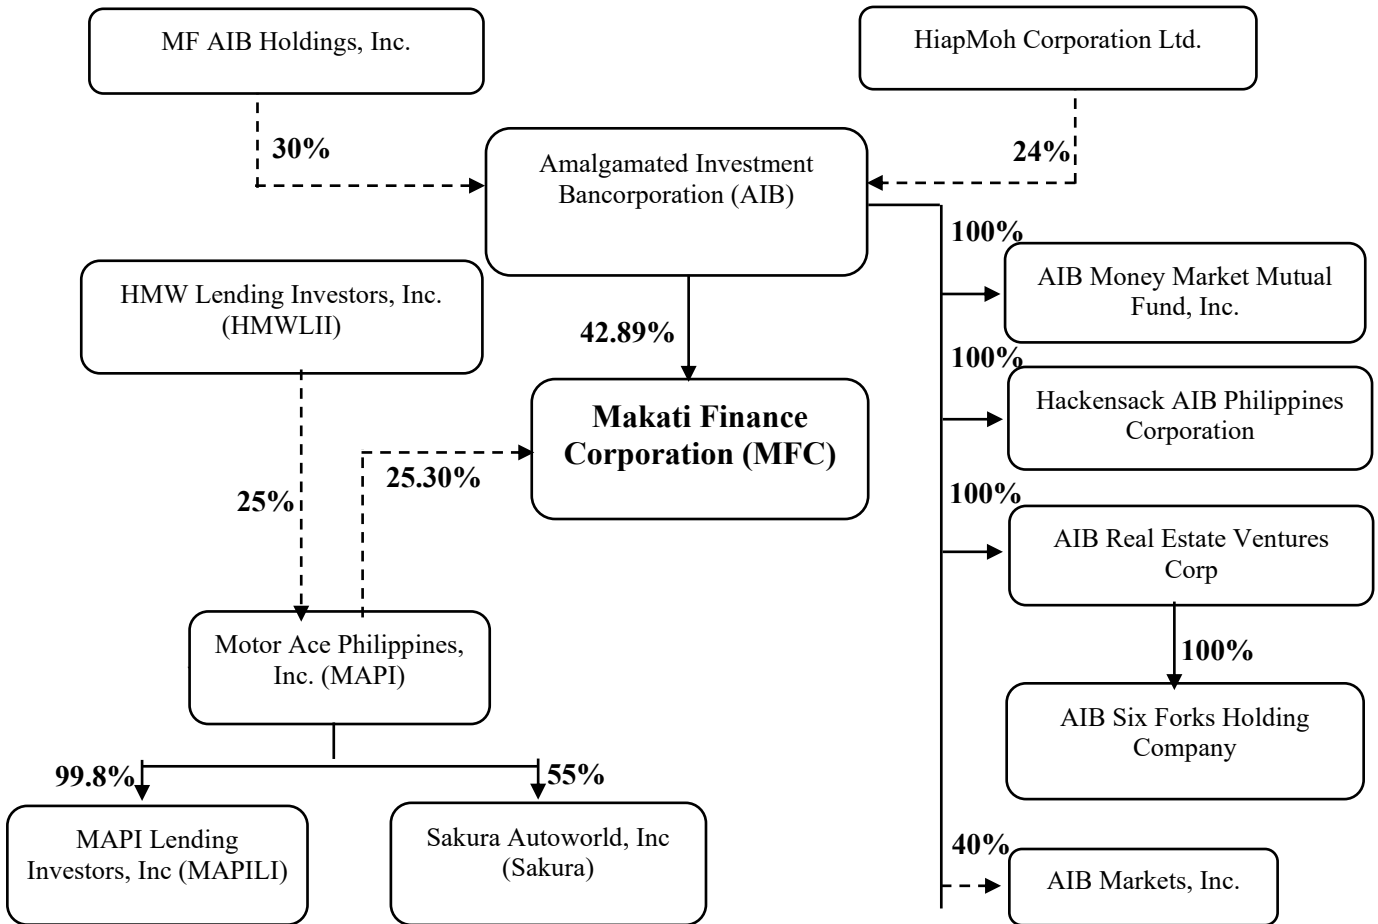 MF AIB Holdings, Inc.
HiapMoh Corporation Ltd.
30%
24%
Amalgamated Investment
Bancorporation (AIB)
100%
AIB Money Market Mutual
Fund, Inc.
HMW Lending Investors, Inc.
(HMWLII)
42.89%
100%
Hackensack AIB Philippines
Corporation
Makati Finance
Corporation (MFC)
25.30%
25%
100%
AIB Real Estate Ventures
Corp
100%
Motor Ace Philippines,
Inc. (MAPI)
AIB Six Forks Holding
Company
99.8%
55%
MAPI Lending
Investors, Inc (MAPILI)
Sakura Autoworld, Inc
(Sakura)
40%
AIB Markets, Inc.